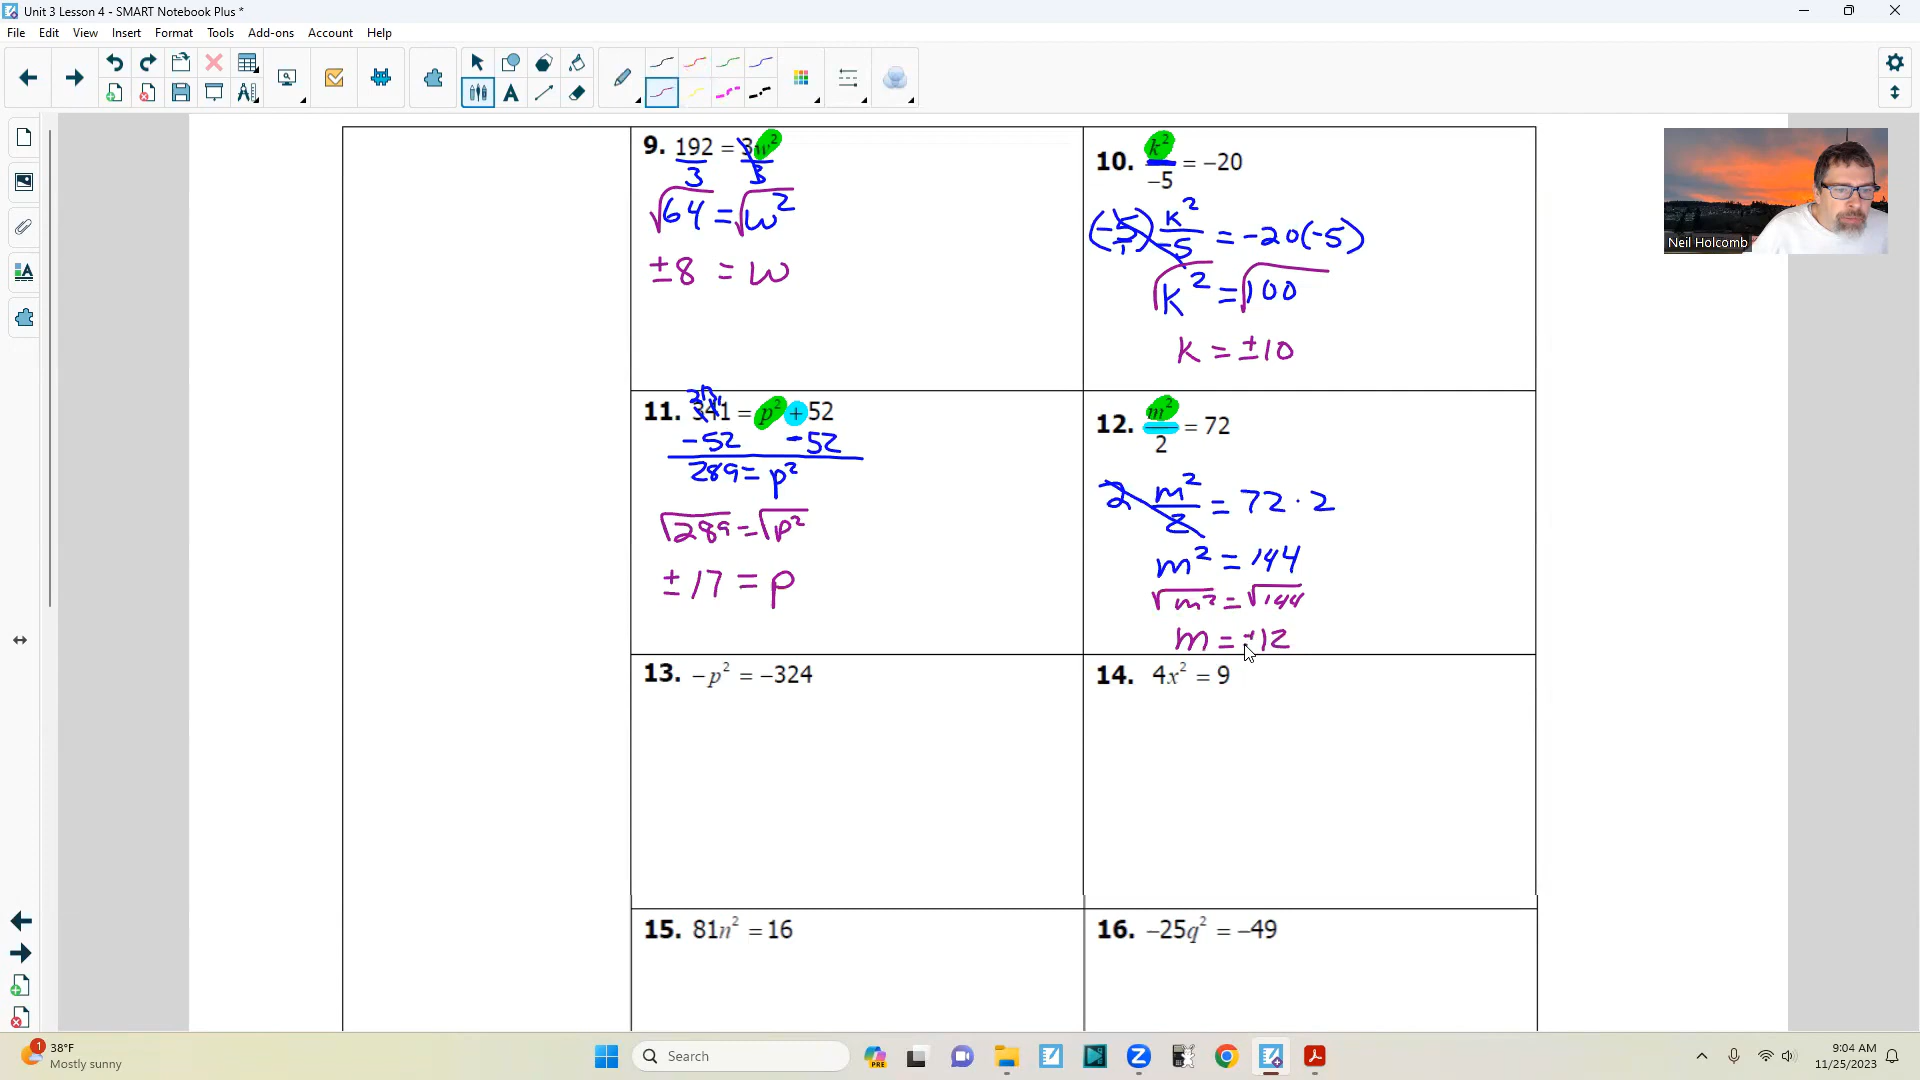 Unit 3 Lesson 4 - SMART Notebook Plus *
File Edit View Insert Format Tools Add-ons Account Help
9. 192 = 3w²
3 3
√64 = √w²
±8 = w
10. k²/-5 = -20
(-5/1) k²/-5 = -20(-5)
√k² = √100
k = ±10
Neil Holcomb
11. 341 = p² + 52
-52 -52
289 = p²
√289 = √p²
±17 = p
12. m²/2 = 72
2 m²/2 = 72 · 2
m² = 144
√m² = √144
m = ±12
13. -p² = -324
14. 4x² = 9
15. 81n² = 16
16. -25q² = -49
1
38°F
Mostly sunny
Search
PRE
9:04 AM
11/25/2023